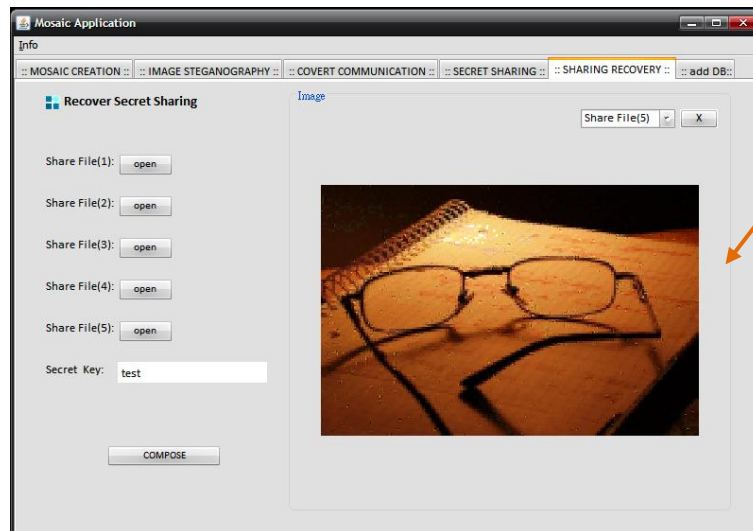 Mosaic Application
Info
:: MOSAIC CREATION :: :: IMAGE STEGANOGRAPHY :: :: COVERT COMMUNICATION :: :: SECRET SHARING :: :: SHARING RECOVERY :: :: add DB::
Recover Secret Sharing
Image
Share File(5) X
Share File(1): open
Share File(2): open
Share File(3): open
Share File(4): open
Share File(5): open
Secret Key: test
COMPOSE